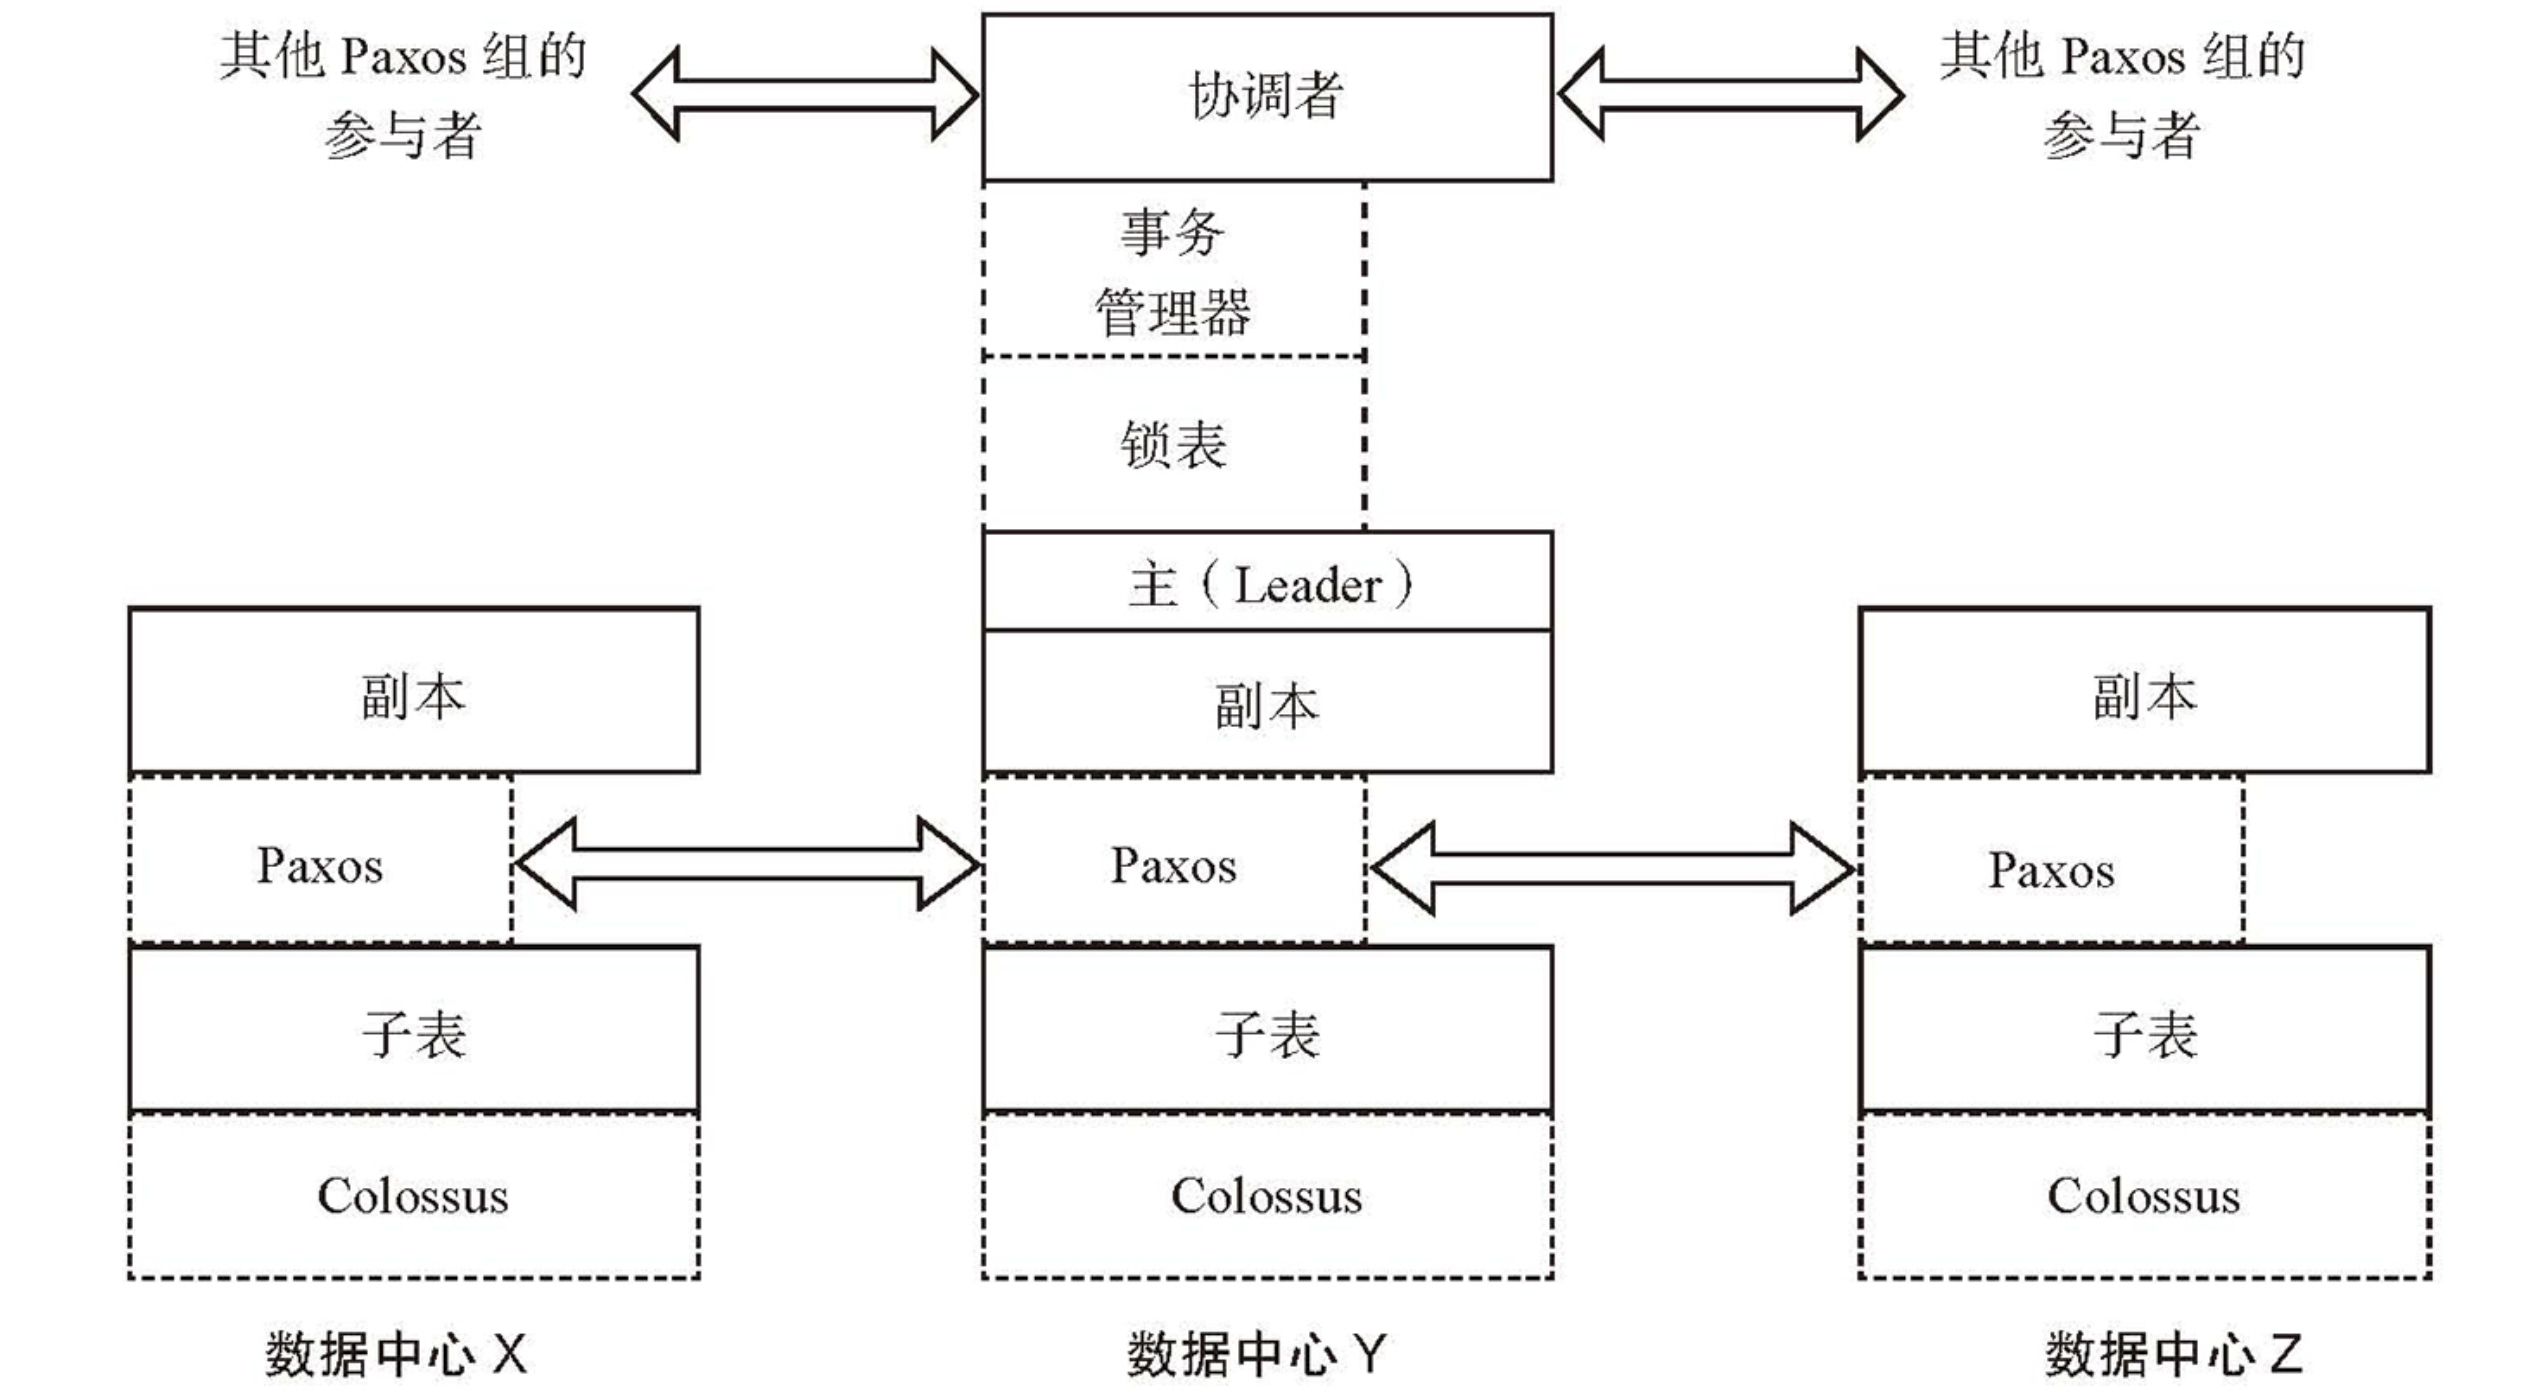 其他 Paxos 组的
参与者
协调者
其他 Paxos 组的
参与者
事务
管理器
锁表
主（Leader）
副本
副本
副本
Paxos
Paxos
Paxos
子表
子表
子表
Colossus
Colossus
Colossus
数据中心 X
数据中心 Y
数据中心 Z